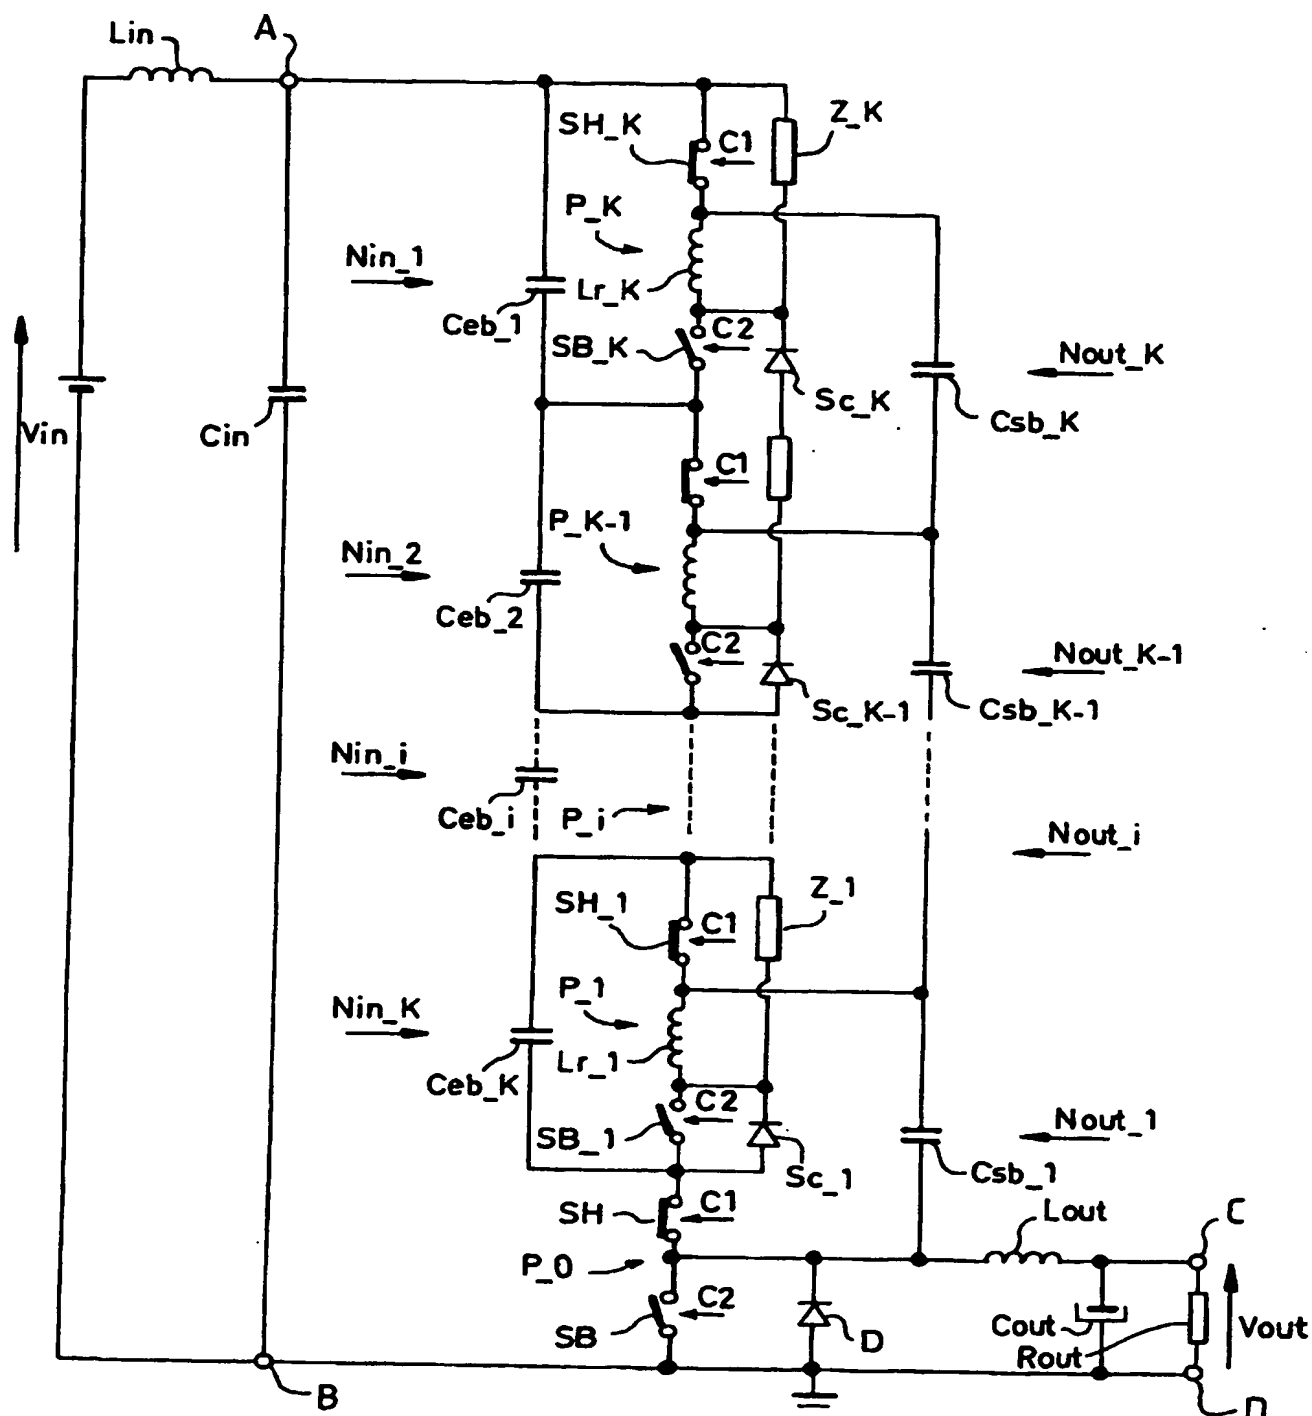 Lin
A
SH_K
C1
Z_K
P_K
Nin_1
Lr_K
Ceb_1
C2
SB_K
Nout_K
Sc_K
Vin
Cin
Csb_K
C1
P_K-1
Nin_2
Ceb_2
C2
Nout_K-1
Sc_K-1
Csb_K-1
Nin_i
Ceb_i
P_i
Nout_i
Z_1
SH_1
C1
P_1
Nin_K
Lr_1
Ceb_K
C2
Nout_1
SB_1
Sc_1
Csb_1
SH
C1
Lout
C
P_0
C2
SB
D
Cout
Rout
Vout
B
D